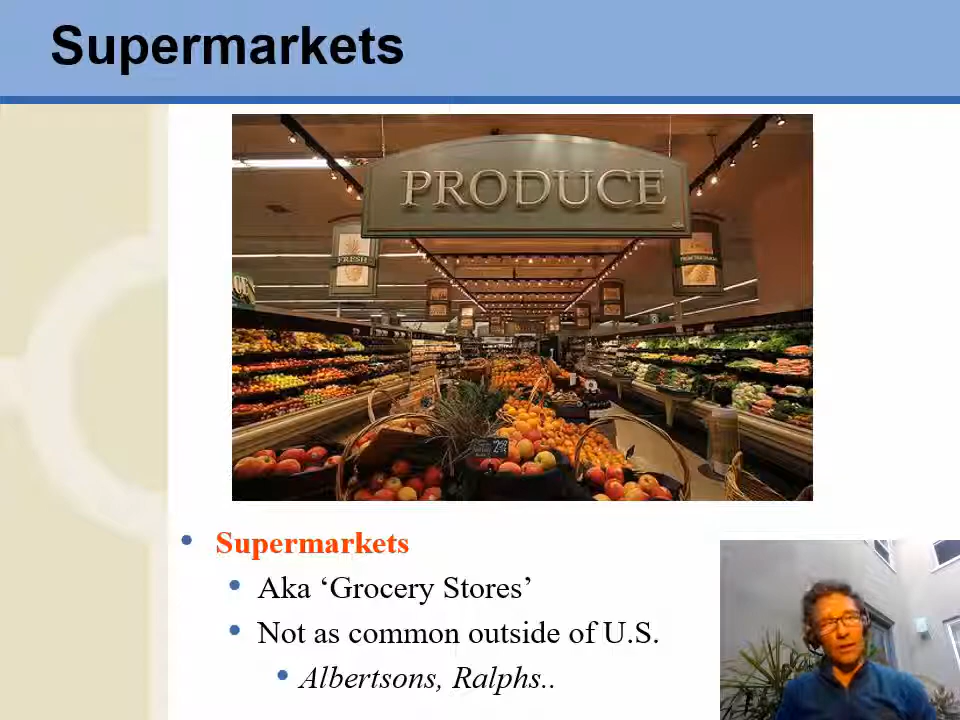 Supermarkets
PRODUCE
FRESH
• Supermarkets
• Aka ‘Grocery Stores’
• Not as common outside of U.S.
• Albertsons, Ralphs..